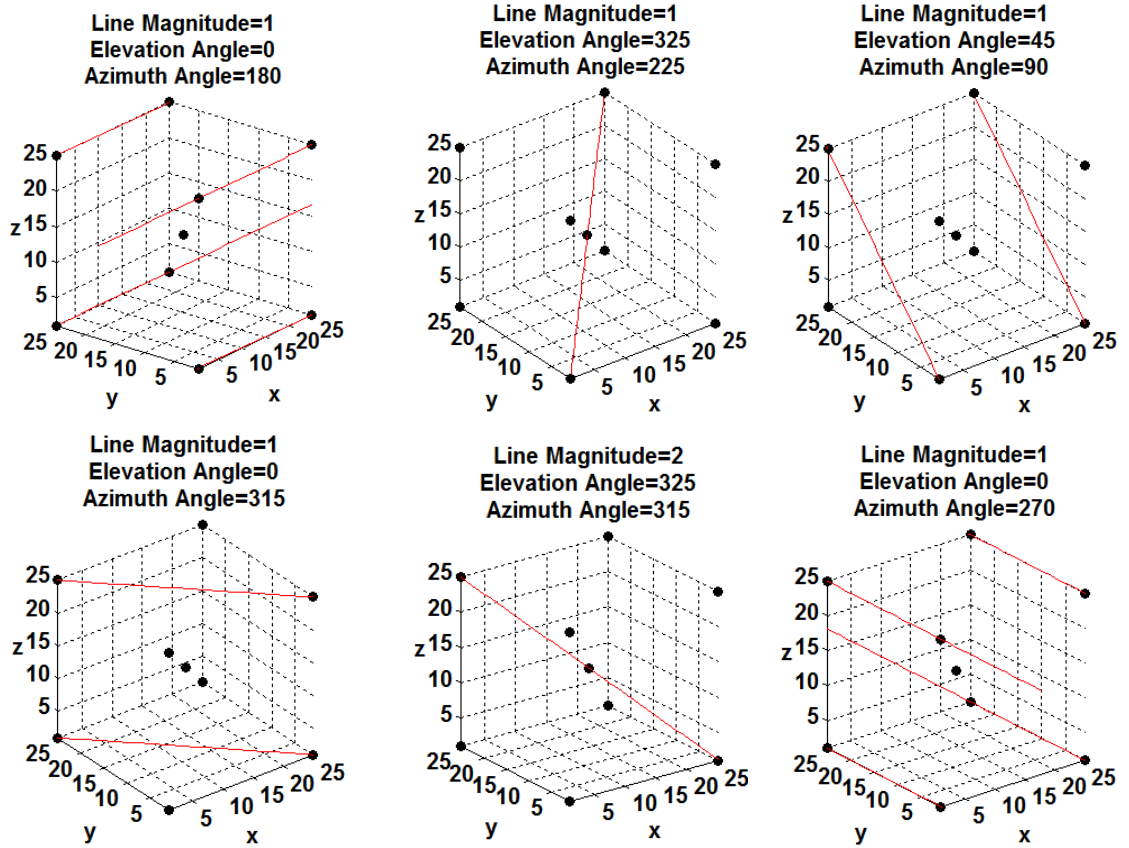 Line Magnitude=1
Elevation Angle=0
Azimuth Angle=180
25
20
15
z
10
5
25
20
15
10
5
y
5
10
15
20
25
x
Line Magnitude=1
Elevation Angle=325
Azimuth Angle=225
25
20
15
z
10
5
25
20
15
10
5
y
5
10
15
20
25
x
Line Magnitude=1
Elevation Angle=45
Azimuth Angle=90
25
20
15
z
10
5
25
20
15
10
5
y
5
10
15
20
25
x
Line Magnitude=1
Elevation Angle=0
Azimuth Angle=315
25
20
15
z
10
5
25
20
15
10
5
y
5
10
15
20
25
x
Line Magnitude=2
Elevation Angle=325
Azimuth Angle=315
25
20
15
z
10
5
25
20
15
10
5
y
5
10
15
20
25
x
Line Magnitude=1
Elevation Angle=0
Azimuth Angle=270
25
20
15
z
10
5
25
20
15
10
5
y
5
10
15
20
25
x